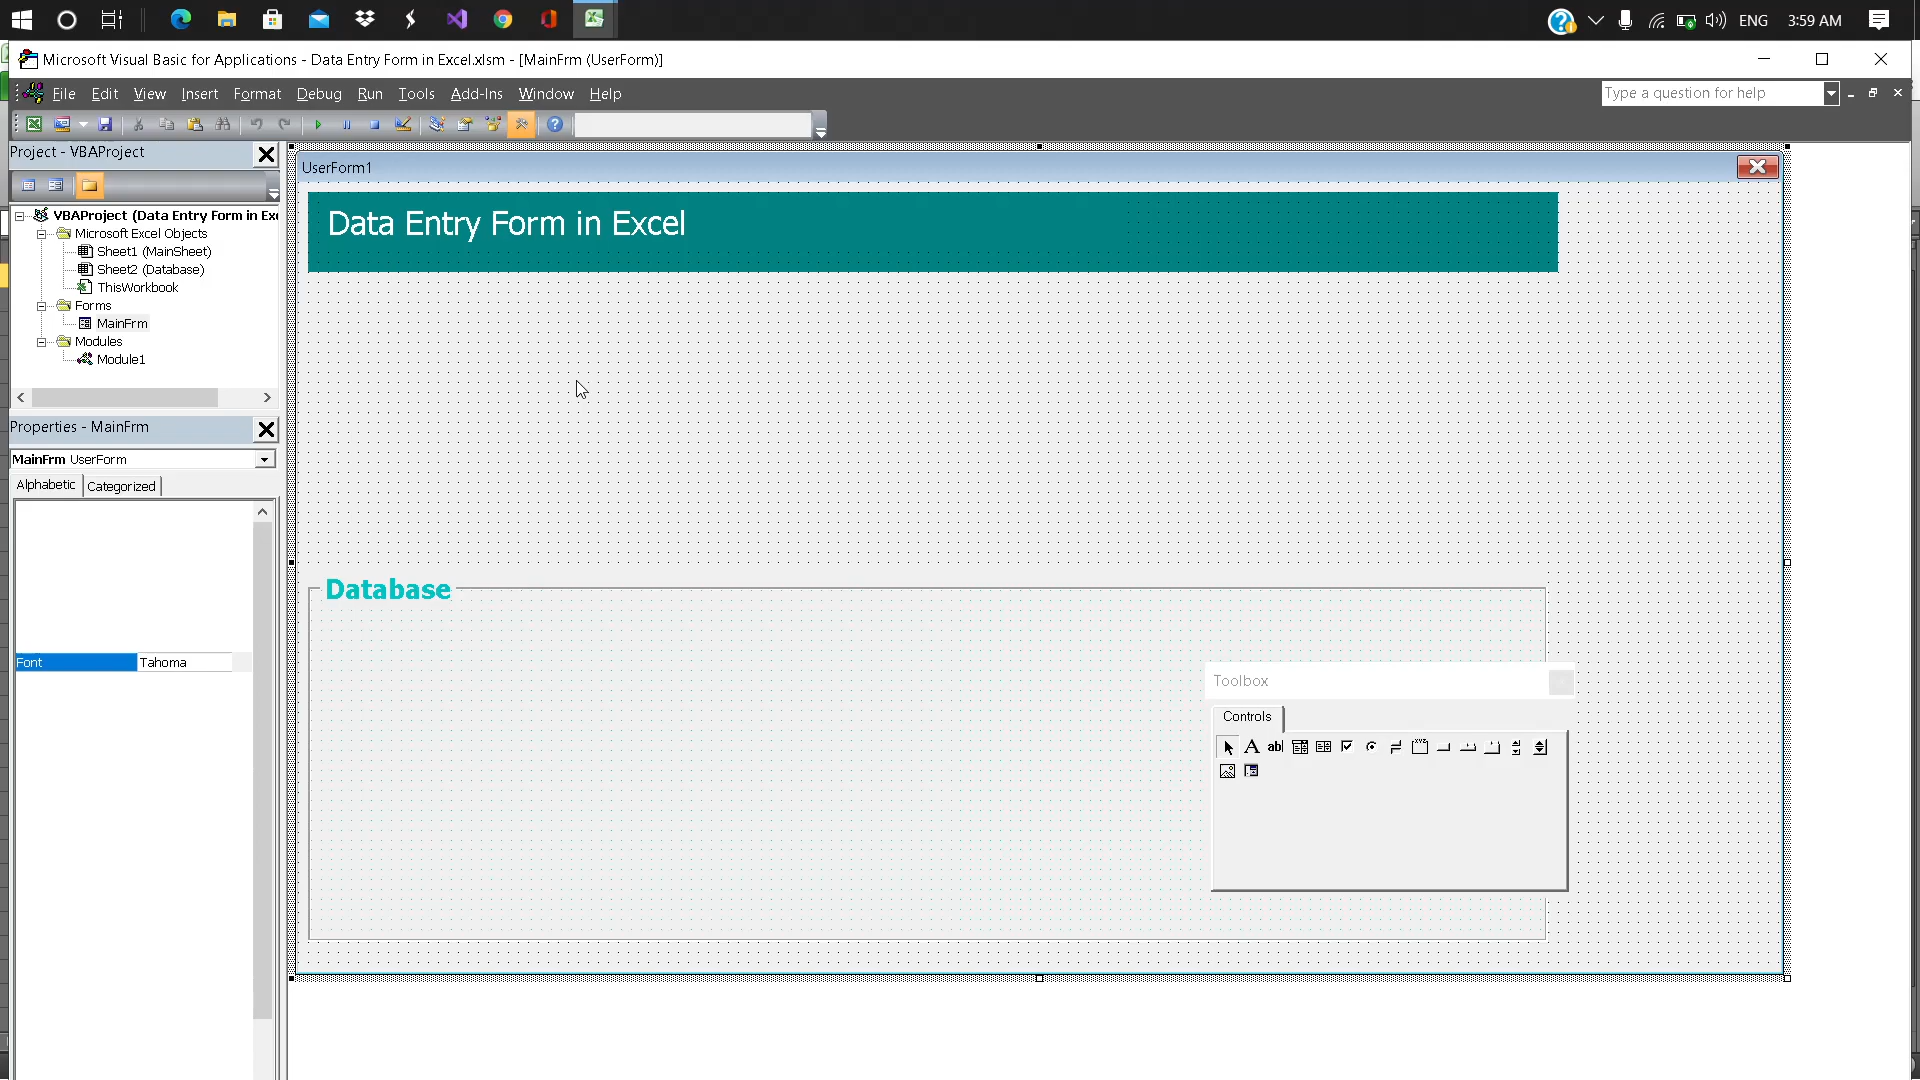 ENG
3:59 AM
Microsoft Visual Basic for Applications - Data Entry Form in Excel.xlsm - [MainFrm (UserForm)]
File Edit View Insert Format Debug Run Tools Add-Ins Window Help
Type a question for help
Project - VBAProject
VBAProject (Data Entry Form in Ex
Microsoft Excel Objects
Sheet1 (MainSheet)
Sheet2 (Database)
ThisWorkbook
Forms
MainFrm
Modules
Module1
Properties - MainFrm
MainFrm UserForm
Alphabetic Categorized
Font Tahoma
UserForm1
Data Entry Form in Excel
Database
Toolbox
Controls
A ab|